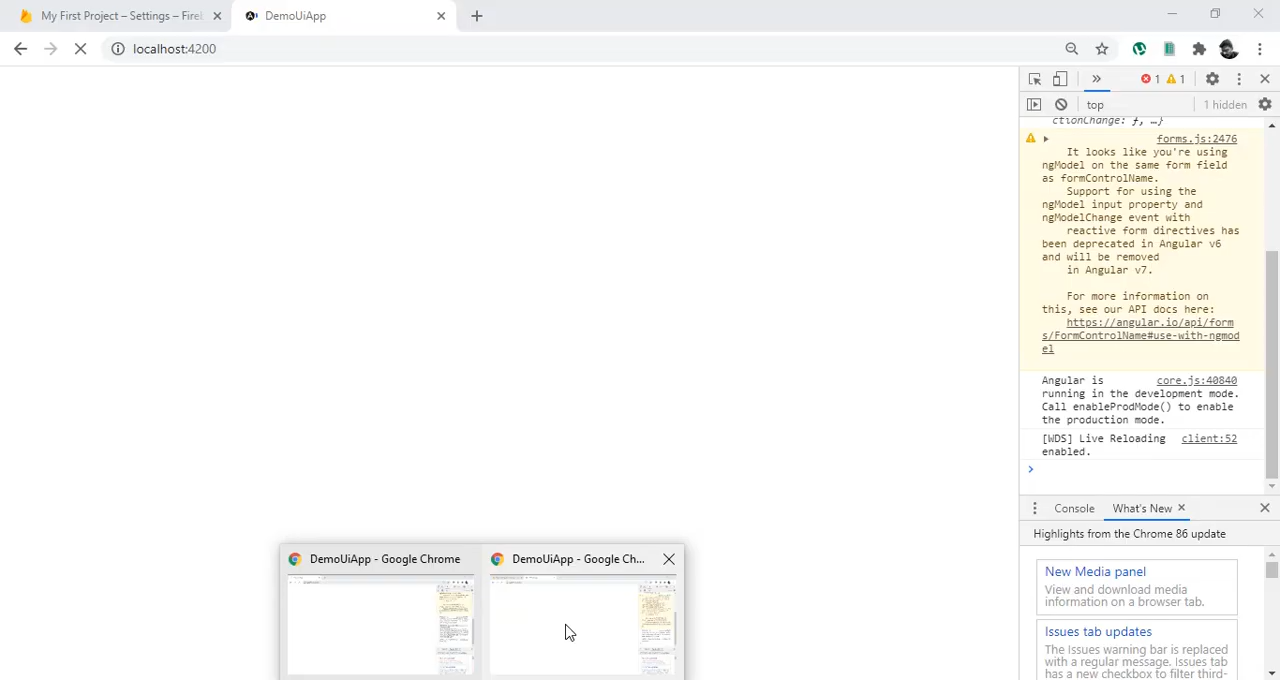 My First Project – Settings – Fire
DemoUiApp
localhost:4200
1 1
top
1 hidden
ctionChange: ƒ, …}
forms.js:2476
It looks like you're using
ngModel on the same form field
as formControlName.
Support for using the
ngModel input property and
ngModelChange event with
reactive form directives has
been deprecated in Angular v6
and will be removed
in Angular v7.
For more information on
this, see our API docs here:
https://angular.io/api/form
s/FormControlName#use-with-ngmod
el
Angular is core.js:40840
running in the development mode.
Call enableProdMode() to enable
the production mode.
[WDS] Live Reloading client:52
enabled.
Console What's New
Highlights from the Chrome 86 update
New Media panel
View and download media
information on a browser tab.
Issues tab updates
The Issues warning bar is replaced
with a regular message. Issues tab
has a new checkbox to filter third-
DemoUiApp - Google Chrome
DemoUiApp - Google Ch...